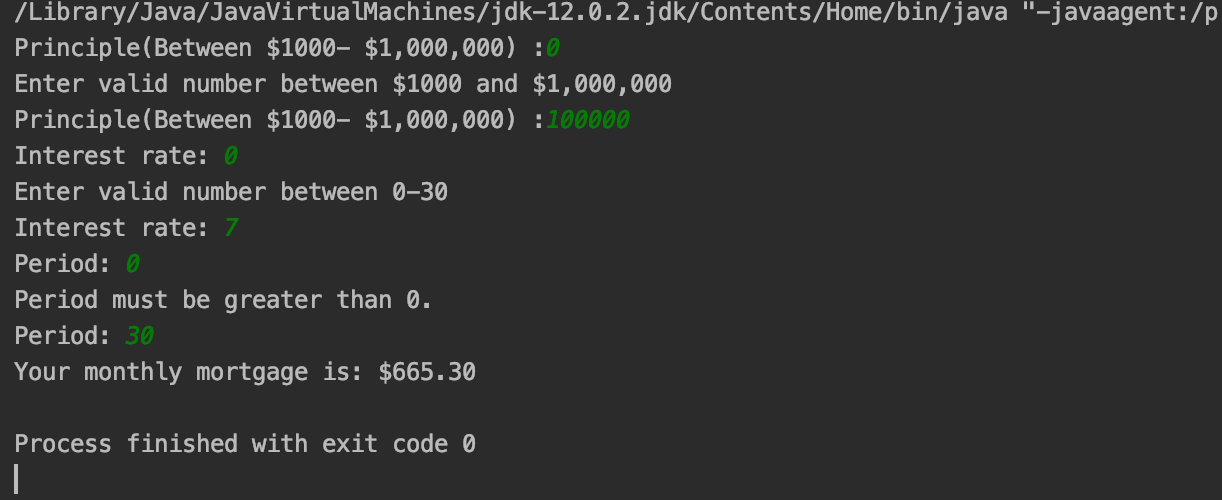 /Library/Java/JavaVirtualMachines/jdk-12.0.2.jdk/Contents/Home/bin/java "-javaagent:/p
Principle(Between $1000- $1,000,000) :0
Enter valid number between $1000 and $1,000,000
Principle(Between $1000- $1,000,000) :100000
Interest rate: 0
Enter valid number between 0-30
Interest rate: 7
Period: 0
Period must be greater than 0.
Period: 30
Your monthly mortgage is: $665.30
Process finished with exit code 0